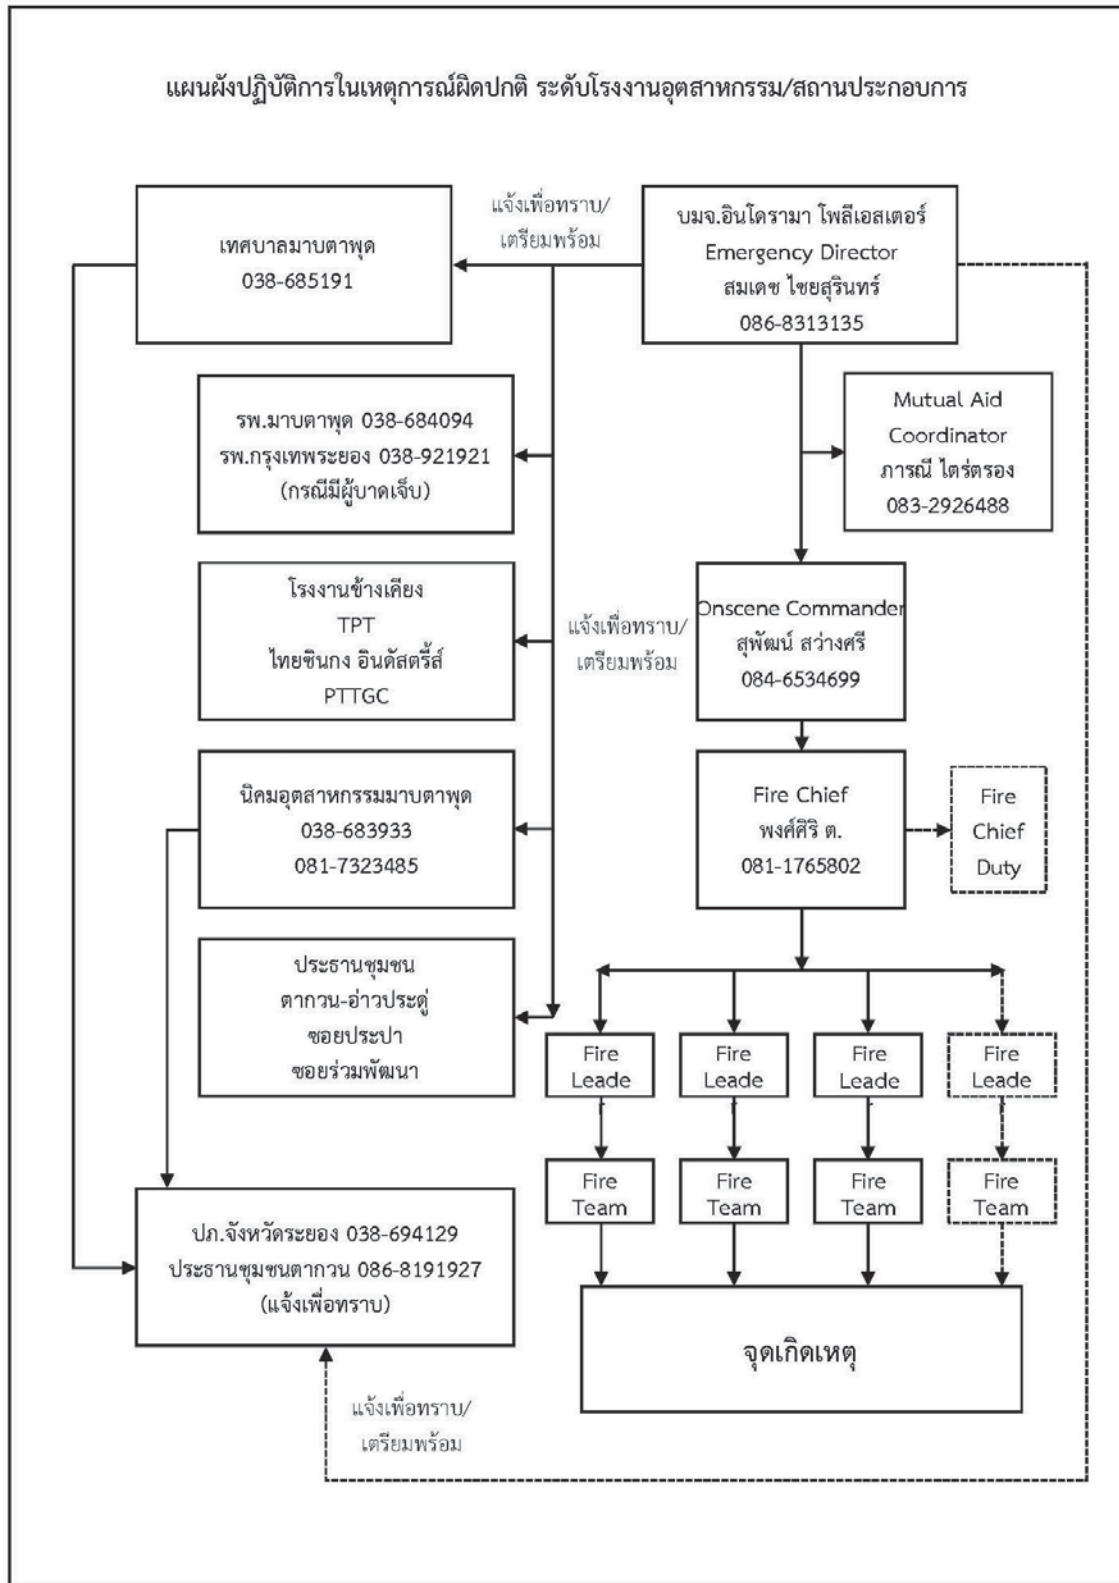 แผนผังปฏิบัติการในเหตุการณ์ผิดปกติ ระดับโรงงานอุตสาหกรรม/สถานประกอบการ
เทศบาลมาบตาพุด
038-685191
แจ้งเพื่อทราบ/
เตรียมพร้อม
บมจ.อินโดรามา โพลีเอสเตอร์
Emergency Director
สมเดช ไชยสุรินทร์
086-8313135
รพ.มาบตาพุด 038-684094
รพ.กรุงเทพระยอง 038-921921
(กรณีมีผู้บาดเจ็บ)
Mutual Aid
Coordinator
ภารณี ไตร่ตรอง
083-2926488
โรงงานข้างเคียง
TPT
ไทยชินกง อินดัสตรี้ส์
PTTGC
แจ้งเพื่อทราบ/
เตรียมพร้อม
Onscene Commander
สุพัฒน์ สว่างศรี
084-6534699
นิคมอุตสาหกรรมมาบตาพุด
038-683933
081-7323485
Fire Chief
พงศ์ศิริ ต.
081-1765802
Fire
Chief
Duty
ประธานชุมชน
ตากวน-อ่าวประดู่
ซอยประปา
ซอยร่วมพัฒนา
Fire
Leade
r
Fire
Leade
r
Fire
Leade
r
Fire
Leade
r
Fire
Team
Fire
Team
Fire
Team
Fire
Team
ปภ.จังหวัดระยอง 038-694129
ประธานชุมชนตากวน 086-8191927
(แจ้งเพื่อทราบ)
จุดเกิดเหตุ
แจ้งเพื่อทราบ/
เตรียมพร้อม